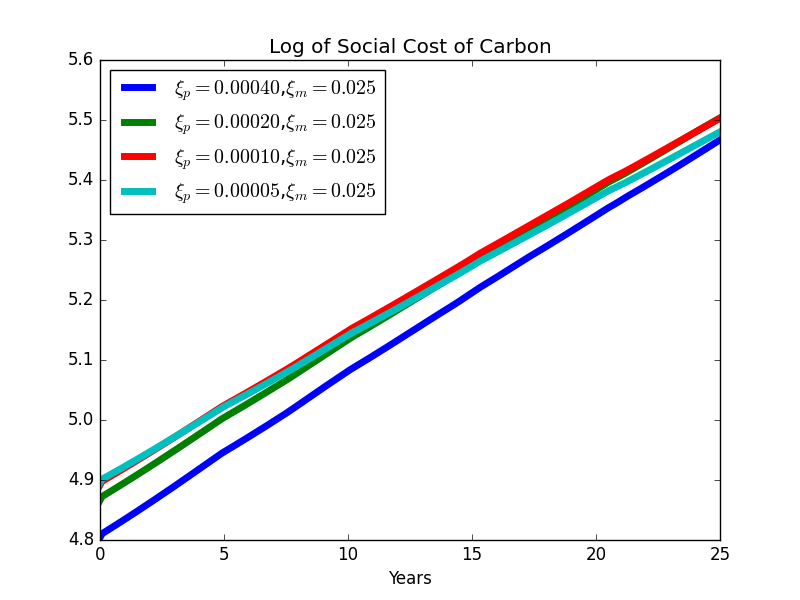 Log of Social Cost of Carbon
5.6
5.5
5.4
5.3
5.2
5.1
5.0
4.9
4.8
ξp = 0.00040,ξm = 0.025
ξp = 0.00020,ξm = 0.025
ξp = 0.00010,ξm = 0.025
ξp = 0.00005,ξm = 0.025
0 5 10 15 20 25
Years